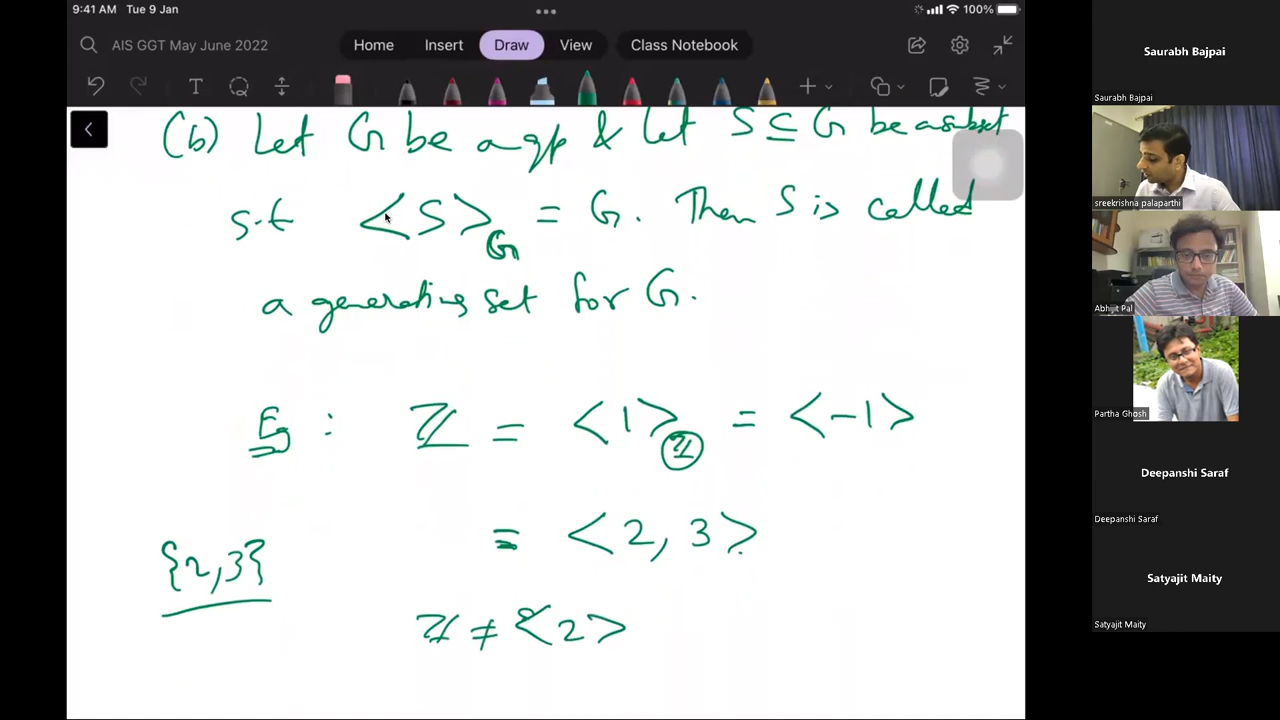 9:41 AM Tue 9 Jan
100%
AIS GGT May June 2022
Home Insert Draw View Class Notebook
(b) Let G be a gp & let S ⊆ G be a subset
s.t <S>_G = G. Then S is called
a generating set for G.
Eg : ℤ = <1>_ℤ = <-1>
= <2, 3>
{2,3}
ℤ ≠ <2>
Saurabh Bajpai
Saurabh Bajpai
sreekrishna palaparthi
Abhijit Pal
Partha Ghosh
Deepanshi Saraf
Deepanshi Saraf
Satyajit Maity
Satyajit Maity